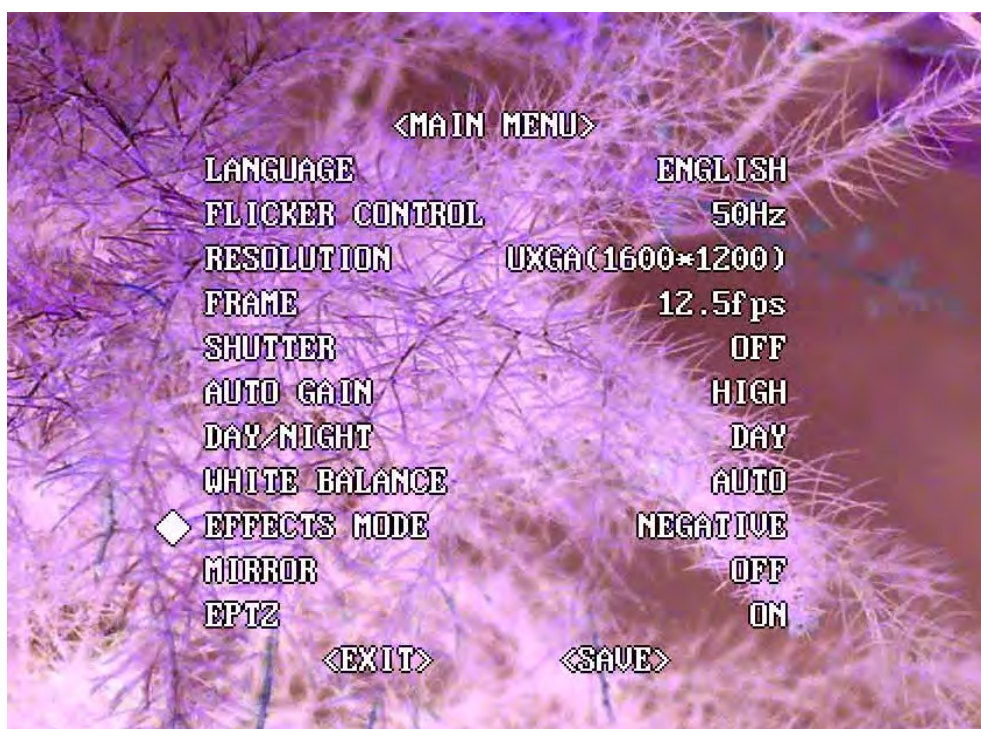 <MAIN MENU>
LANGUAGE ENGLISH
FLICKER CONTROL 50Hz
RESOLUTION UXGA(1600*1200)
FRAME 12.5fps
SHUTTER OFF
AUTO GAIN HIGH
DAY/NIGHT DAY
WHITE BALANCE AUTO
EFFECTS MODE NEGATIVE
MIRROR OFF
EPTZ ON
<EXIT> <SAVE>